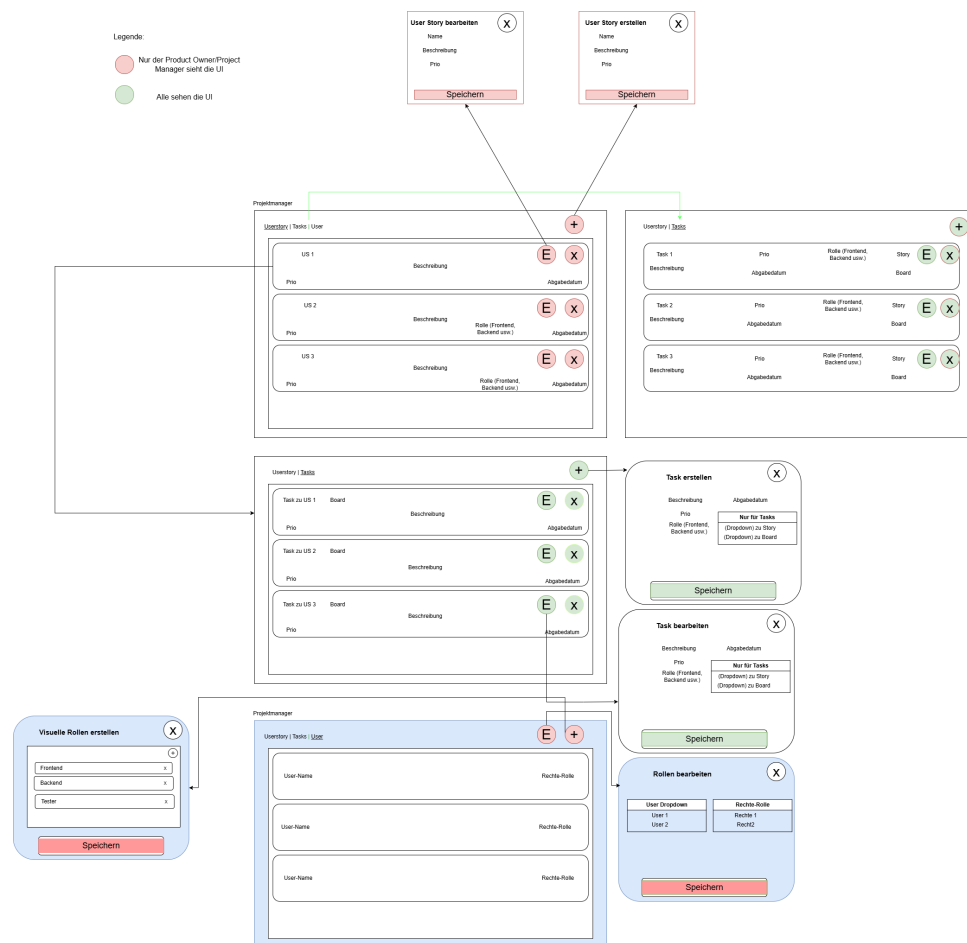 Legende:
Nur der Product Owner/Project
Manager sieht die UI
Alle sehen die UI
User Story bearbeiten
X
Name
Beschreibung
Prio
Speichern
User Story erstellen
X
Name
Beschreibung
Prio
Speichern
Projektmanager
Userstory | Tasks | User
+
US 1
E
x
Beschreibung
Prio
Abgabedatum
US 2
E
x
Beschreibung
Rolle (Frontend,
Backend usw.)
Prio
Abgabedatum
US 3
E
x
Beschreibung
Rolle (Frontend,
Backend usw.)
Prio
Abgabedatum
Userstory | Tasks
+
Task 1
Prio
Rolle (Frontend,
Backend usw.)
Story
E
x
Beschreibung
Abgabedatum
Board
Task 2
Prio
Rolle (Frontend,
Backend usw.)
Story
E
x
Beschreibung
Abgabedatum
Board
Task 3
Prio
Rolle (Frontend,
Backend usw.)
Story
E
x
Beschreibung
Abgabedatum
Board
Userstory | Tasks
+
Task zu US 1
Board
E
x
Beschreibung
Prio
Abgabedatum
Task zu US 2
Board
E
x
Beschreibung
Prio
Abgabedatum
Task zu US 3
Board
E
x
Beschreibung
Prio
Abgabedatum
Task erstellen
X
Beschreibung
Abgabedatum
Prio
Rolle (Frontend,
Backend usw.)
Nur für Tasks
(Dropdown) zu Story
(Dropdown) zu Board
Speichern
Task bearbeiten
X
Beschreibung
Abgabedatum
Prio
Rolle (Frontend,
Backend usw.)
Nur für Tasks
(Dropdown) zu Story
(Dropdown) zu Board
Speichern
Visuelle Rollen erstellen
X
+
Frontend
x
Backend
x
Tester
x
Speichern
Projektmanager
Userstory | Tasks | User
E
+
User-Name
Rechte-Rolle
User-Name
Rechte-Rolle
User-Name
Rechte-Rolle
Rollen bearbeiten
X
User Dropdown
User 1
User 2
Rechte-Rolle
Rechte 1
Recht2
Speichern